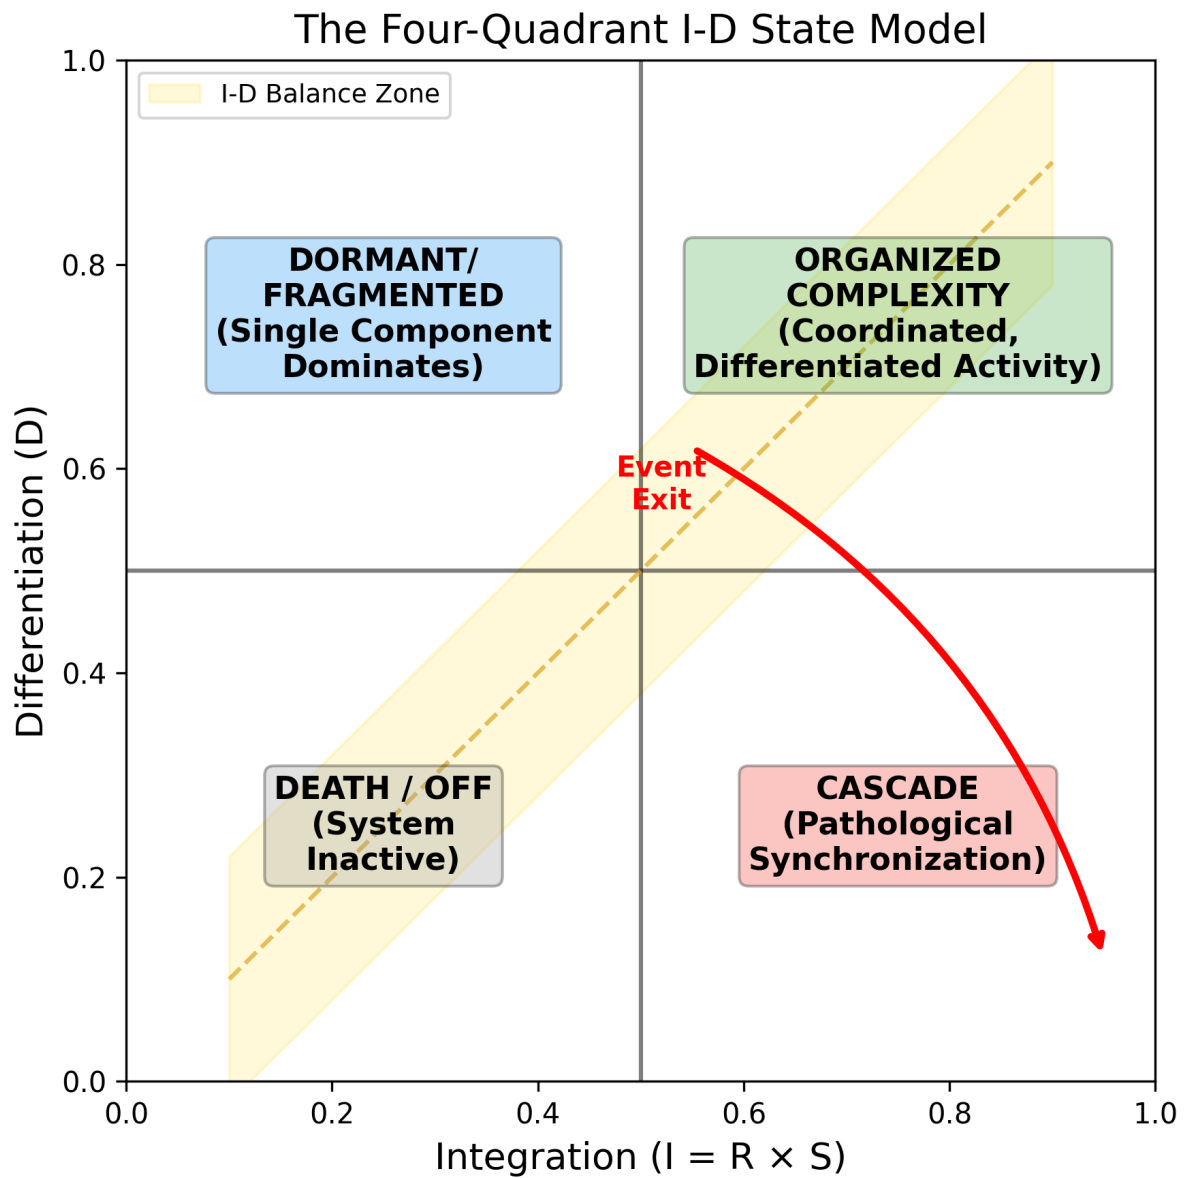 The Four-Quadrant I-D State Model
I-D Balance Zone
DORMANT/
FRAGMENTED
(Single Component
Dominates)
ORGANIZED
COMPLEXITY
(Coordinated,
Differentiated Activity)
Event
Exit
DEATH / OFF
(System
Inactive)
CASCADE
(Pathological
Synchronization)
Differentiation (D)
1.0
0.8
0.6
0.4
0.2
0.0
0.0 0.2 0.4 0.6 0.8 1.0
Integration (I = R × S)